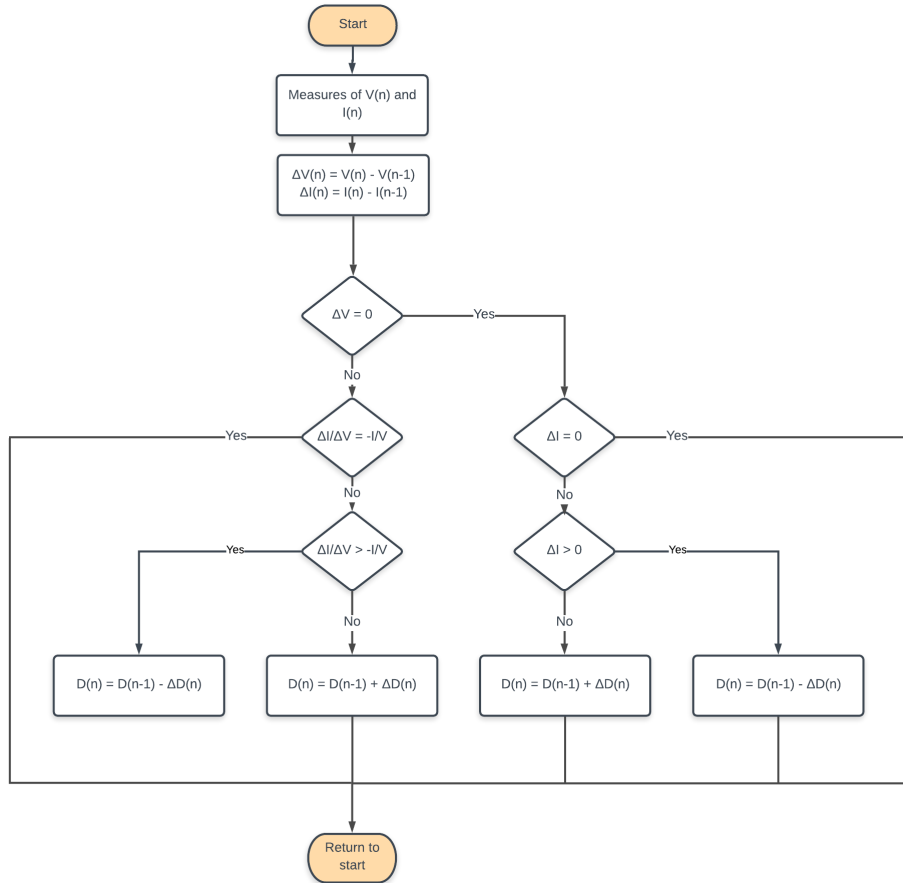 Start
Measures of V(n) and
I(n)
ΔV(n) = V(n) - V(n-1)
ΔI(n) = I(n) - I(n-1)
ΔV = 0
Yes
No
Yes
ΔI/ΔV = -I/V
ΔI = 0
Yes
No
No
Yes
ΔI/ΔV > -I/V
ΔI > 0
Yes
No
No
D(n) = D(n-1) - ΔD(n)
D(n) = D(n-1) + ΔD(n)
D(n) = D(n-1) + ΔD(n)
D(n) = D(n-1) - ΔD(n)
Return to
start